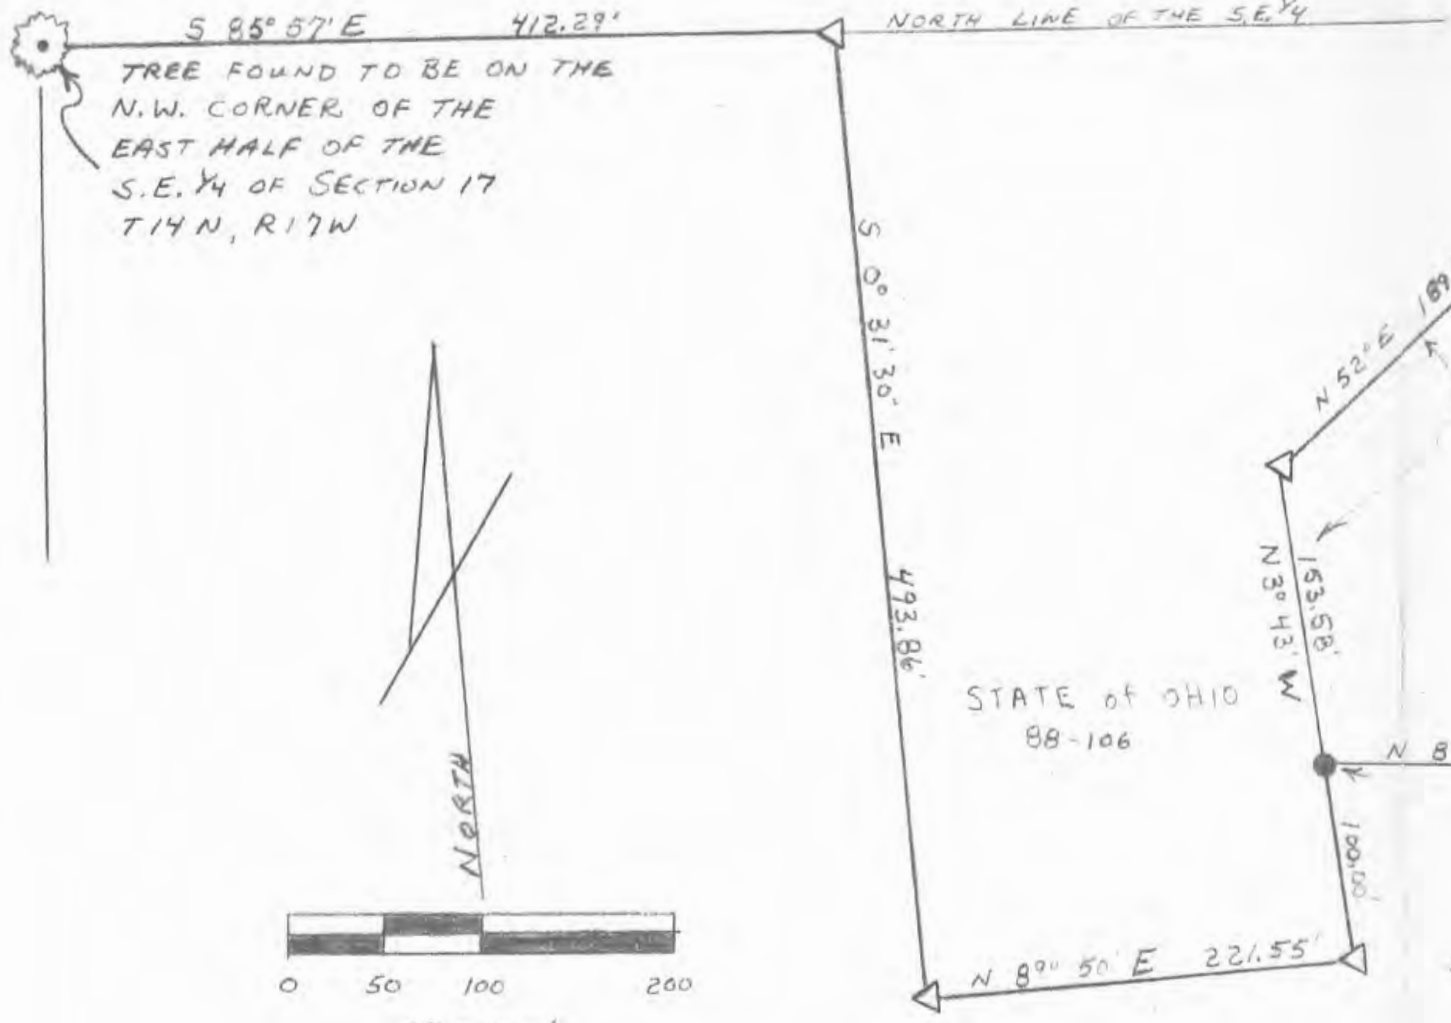 S 85° 57' E 412.29'
NORTH LINE OF THE S.E. 1/4
TREE FOUND TO BE ON THE
N.W. CORNER OF THE
EAST HALF OF THE
S.E. 1/4 OF SECTION 17
T14N, R17W
S 0° 31' 30" E
493.86'
N 52° E 189
N 3° 43' W
153.58'
STATE of OHIO
88-106
N 8
100.00'
N 89° 50' E 221.55'
NORTH
0 50 100 200